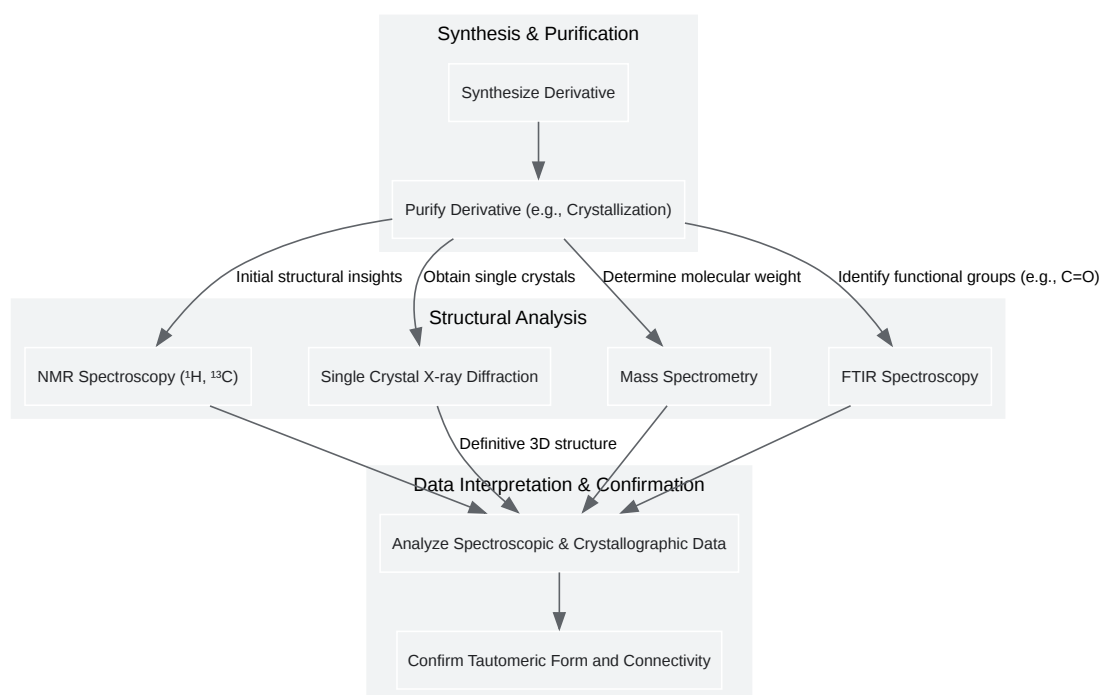 Synthesis & Purification
Synthesize Derivative
Purify Derivative (e.g., Crystallization)
Initial structural insights
Obtain single crystals
Determine molecular weight
Identify functional groups (e.g., C=O)
Structural Analysis
NMR Spectroscopy (¹H, ¹³C)
Single Crystal X-ray Diffraction
Mass Spectrometry
FTIR Spectroscopy
Definitive 3D structure
Data Interpretation & Confirmation
Analyze Spectroscopic & Crystallographic Data
Confirm Tautomeric Form and Connectivity